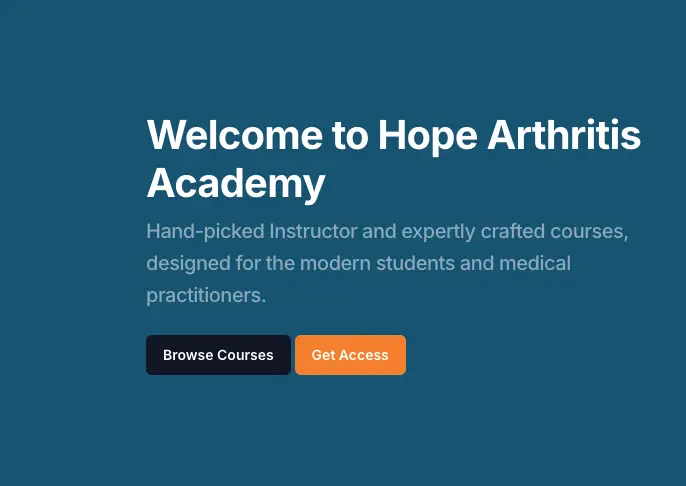 Welcome to Hope Arthritis
Academy
Hand-picked Instructor and expertly crafted courses,
designed for the modern students and medical
practitioners.
Browse Courses
Get Access